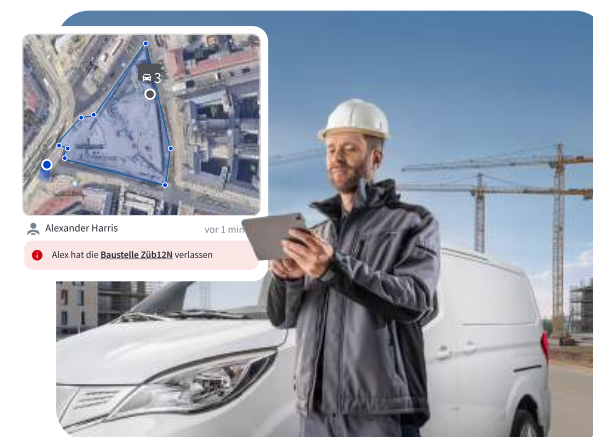 3
Alexander Harris
vor 1 min
Alex hat die Baustelle Züb12N verlassen